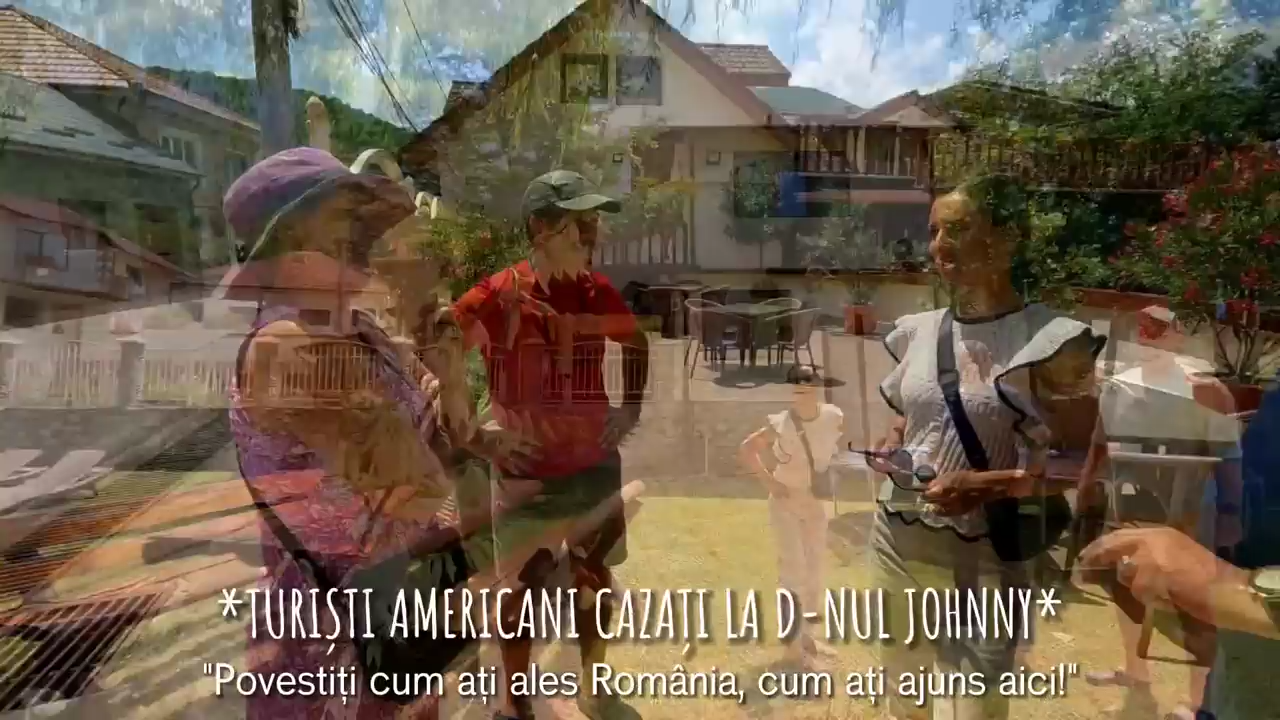 *TURIȘTI AMERICANI CAZAȚI LA D-NUL JOHNNY*
"Povestiți cum ați ales România, cum ați ajuns aici!"